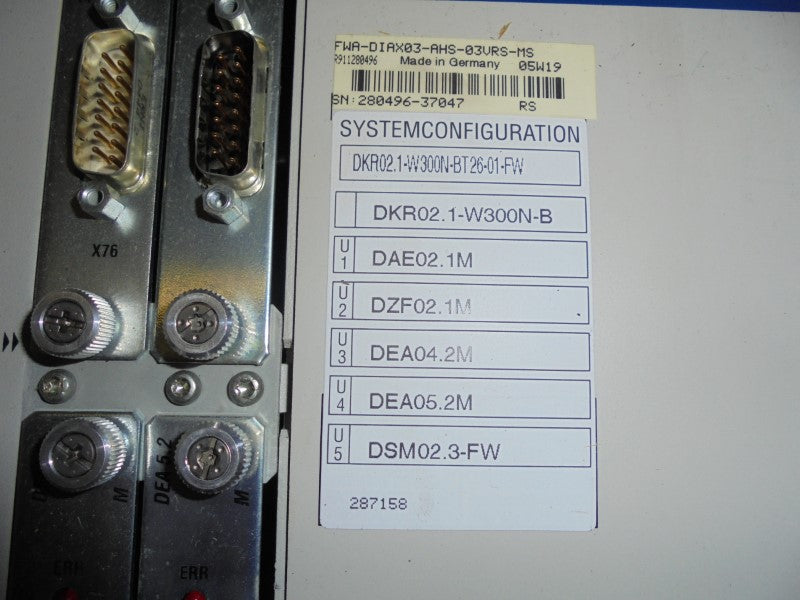 FWA-DIAX03-AHS-03VRS-MS
R911280496 Made in Germany 05W19
SN:280496-37047 RS
SYSTEMCONFIGURATION
DKR02.1-W300N-BT26-01-FW
DKR02.1-W300N-B
U1 DAE02.1M
U2 DZF02.1M
U3 DEA04.2M
U4 DEA05.2M
U5 DSM02.3-FW
287158
X76
M
DEA 5.2 M
ERR
ERR